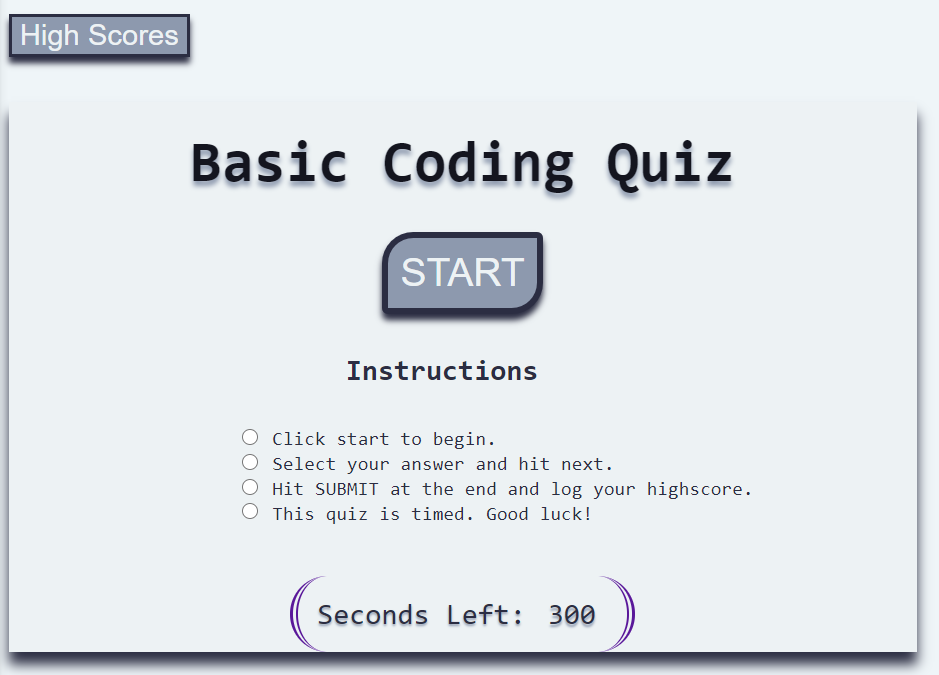 High Scores
Basic Coding Quiz
START
Instructions
Click start to begin.
Select your answer and hit next.
Hit SUBMIT at the end and log your highscore.
This quiz is timed. Good luck!
Seconds Left: 300